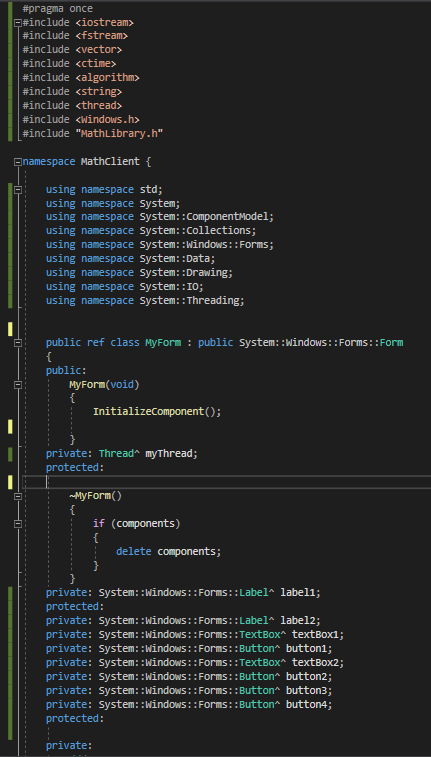 #pragma once
#include <iostream>
#include <fstream>
#include <vector>
#include <ctime>
#include <algorithm>
#include <string>
#include <thread>
#include <Windows.h>
#include "MathLibrary.h"
namespace MathClient {
using namespace std;
using namespace System;
using namespace System::ComponentModel;
using namespace System::Collections;
using namespace System::Windows::Forms;
using namespace System::Data;
using namespace System::Drawing;
using namespace System::IO;
using namespace System::Threading;
public ref class MyForm : public System::Windows::Forms::Form
{
public:
MyForm(void)
{
InitializeComponent();
}
private: Thread^ myThread;
protected:
~MyForm()
{
if (components)
{
delete components;
}
}
private: System::Windows::Forms::Label^ label1;
protected:
private: System::Windows::Forms::Label^ label2;
private: System::Windows::Forms::TextBox^ textBox1;
private: System::Windows::Forms::Button^ button1;
private: System::Windows::Forms::TextBox^ textBox2;
private: System::Windows::Forms::Button^ button2;
private: System::Windows::Forms::Button^ button3;
private: System::Windows::Forms::Button^ button4;
protected:
private: